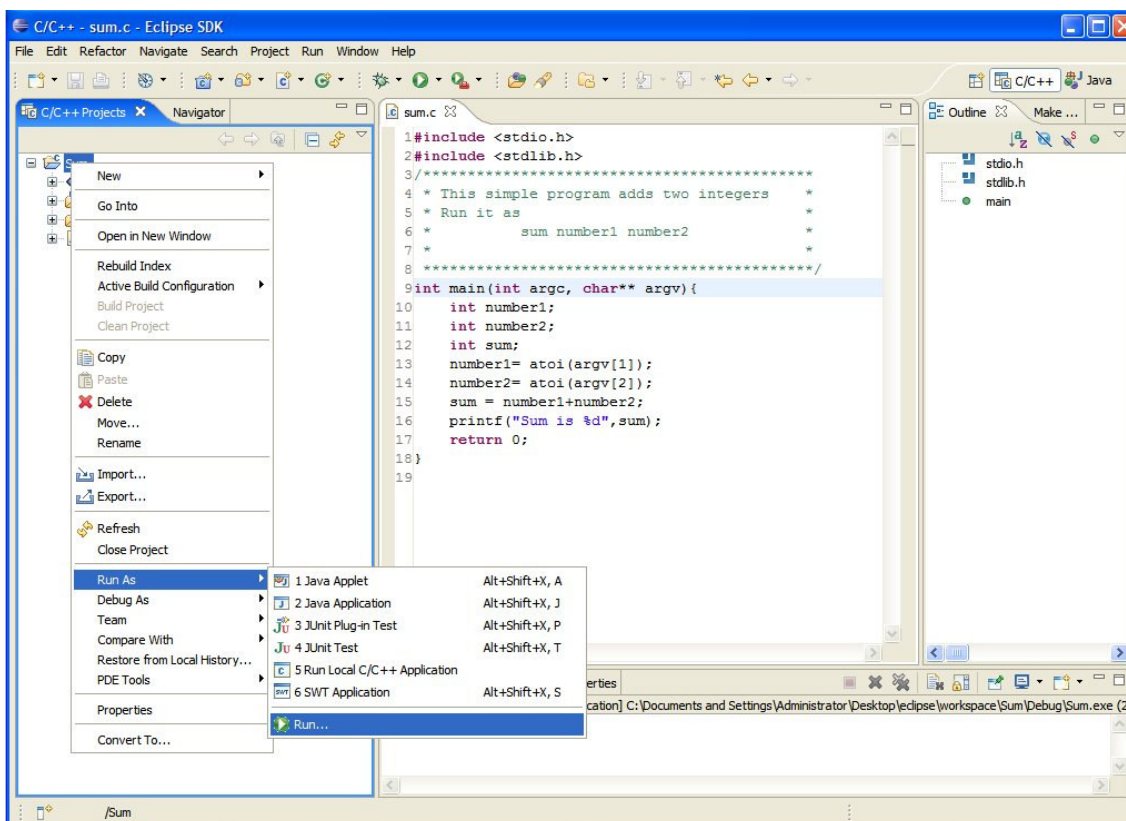 C/C++ - sum.c - Eclipse SDK
File Edit Refactor Navigate Search Project Run Window Help
C/C++ Java
C/C++ Projects Navigator
sum.c
Outline Make ...
New
Go Into
Open in New Window
Rebuild Index
Active Build Configuration
Build Project
Clean Project
Copy
Paste
Delete
Move...
Rename
Import...
Export...
Refresh
Close Project
Run As
Debug As
Team
Compare With
Restore from Local History...
PDE Tools
Properties
Convert To...
1 Java Applet Alt+Shift+X, A
2 Java Application Alt+Shift+X, J
3 JUnit Plug-in Test Alt+Shift+X, P
4 JUnit Test Alt+Shift+X, T
5 Run Local C/C++ Application
6 SWT Application Alt+Shift+X, S
Run...
1 #include <stdio.h>
2 #include <stdlib.h>
3 /********************************************
4 * This simple program adds two integers *
5 * Run it as *
6 * sum number1 number2 *
7 * *
8 ********************************************/
9 int main(int argc, char** argv){
10 int number1;
11 int number2;
12 int sum;
13 number1= atoi(argv[1]);
14 number2= atoi(argv[2]);
15 sum = number1+number2;
16 printf("Sum is %d",sum);
17 return 0;
18 }
19
stdio.h
stdlib.h
main
erties
cation] C:\Documents and Settings\Administrator\Desktop\eclipse\workspace\Sum\Debug\Sum.exe (2
/Sum